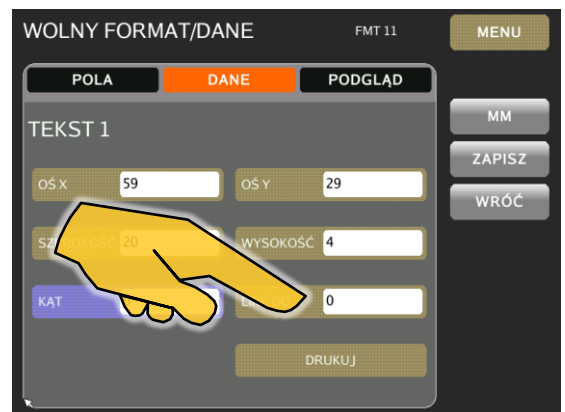 WOLNY FORMAT/DANE FMT 11 MENU
POLA DANE PODGLĄD
MM
TEKST 1
ZAPISZ
OŚ X 59 OŚ Y 29
WRÓĆ
20 WYSOKOŚĆ 4
KĄT 0
DRUKUJ